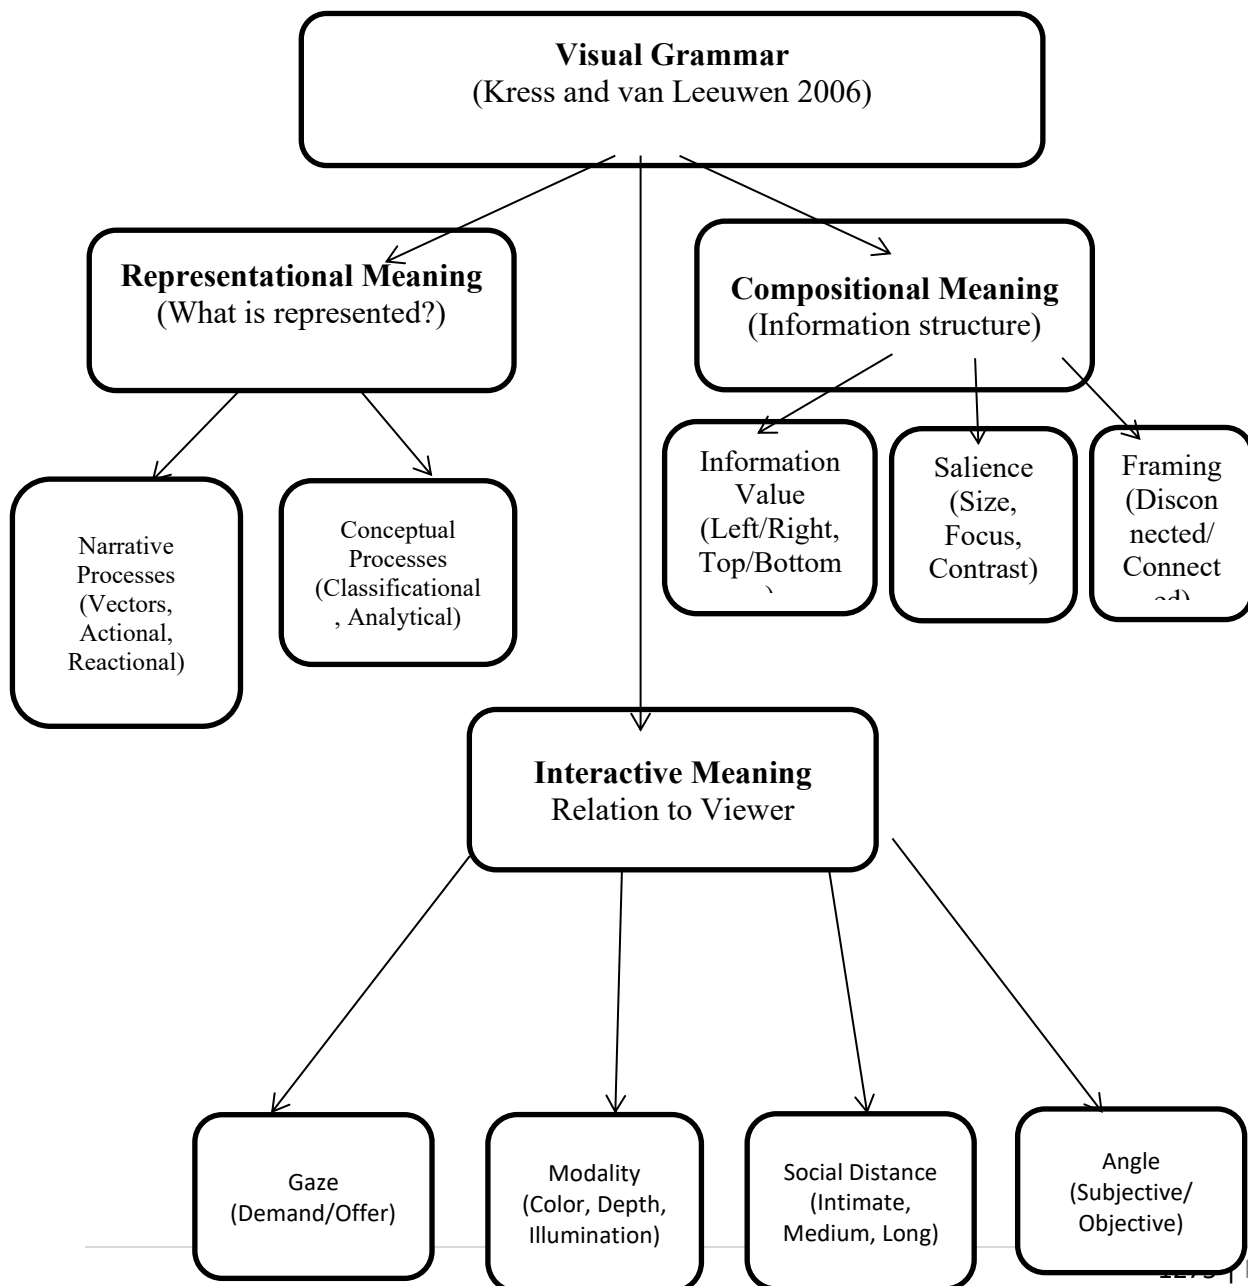 Visual Grammar
(Kress and van Leeuwen 2006)
Representational Meaning
(What is represented?)
Compositional Meaning
(Information structure)
Narrative
Processes
(Vectors,
Actional,
Reactional)
Conceptual
Processes
(Classificational
, Analytical)
Information
Value
(Left/Right,
Top/Bottom
)
Salience
(Size,
Focus,
Contrast)
Framing
(Discon
nected/
Connect
ed)
Interactive Meaning
Relation to Viewer
Gaze
(Demand/Offer)
Modality
(Color, Depth,
Illumination)
Social Distance
(Intimate,
Medium, Long)
Angle
(Subjective/
Objective)